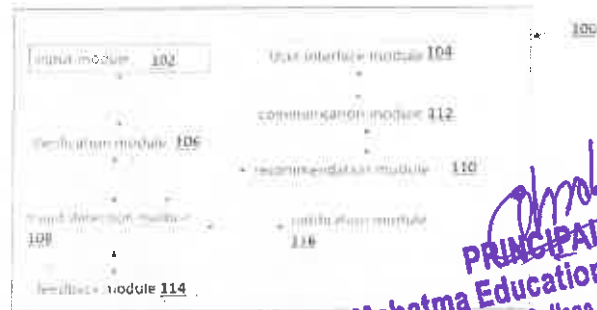 100
input module 102
User interface module 104
communication module 112
verification module 106
recommendation module 110
fraud detection module
108
notification module
116
feedback module 114
PRINCIPAL
Mahatma Education